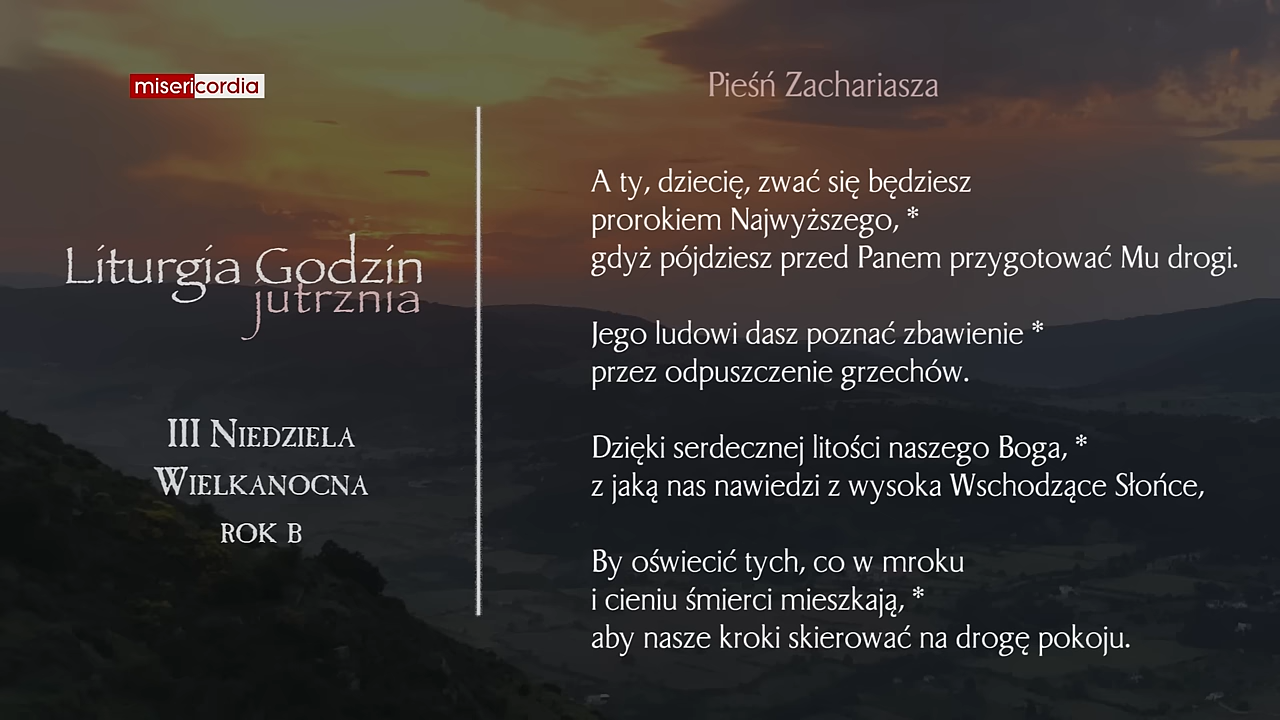 misericordia
Liturgia Godzin
jutrznia
III Niedziela
Wielkanocna
rok B
Pieśń Zachariasza
A ty, dziecię, zwać się będziesz
prorokiem Najwyższego, *
gdyż pójdziesz przed Panem przygotować Mu drogi.
Jego ludowi dasz poznać zbawienie *
przez odpuszczenie grzechów.
Dzięki serdecznej litości naszego Boga, *
z jaką nas nawiedzi z wysoka Wschodzące Słońce,
By oświecić tych, co w mroku
i cieniu śmierci mieszkają, *
aby nasze kroki skierować na drogę pokoju.